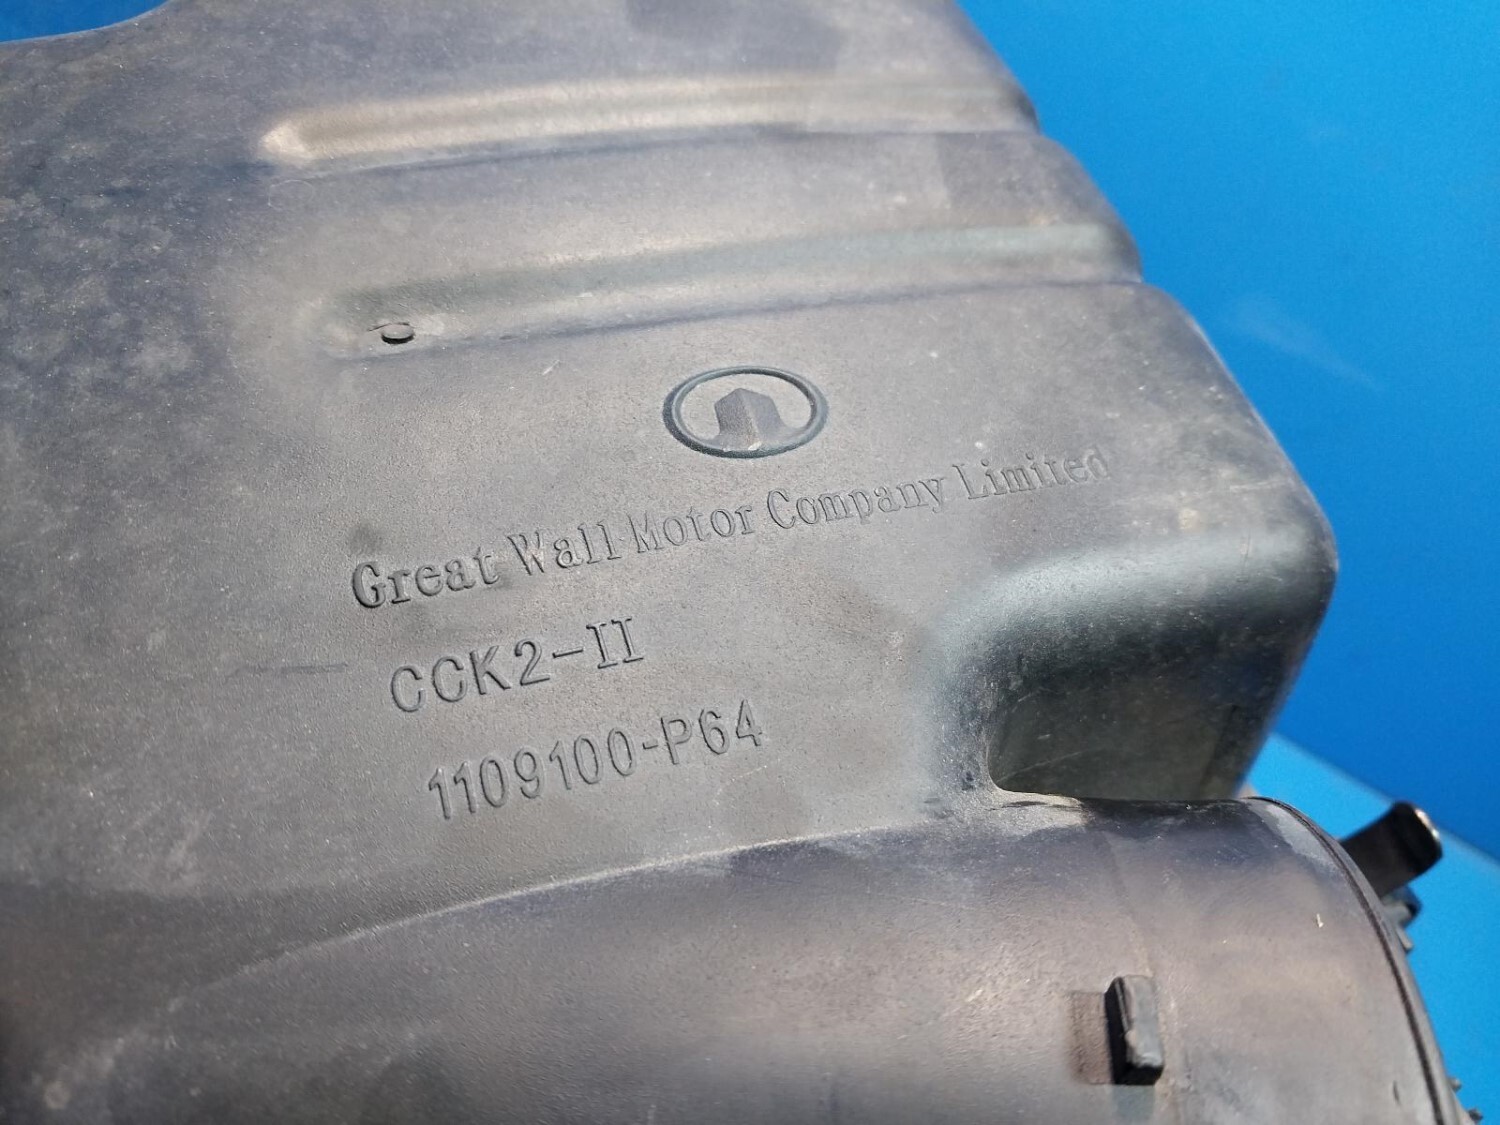 Great Wall Motor Company Limited
CCK2-II
1109100-P64